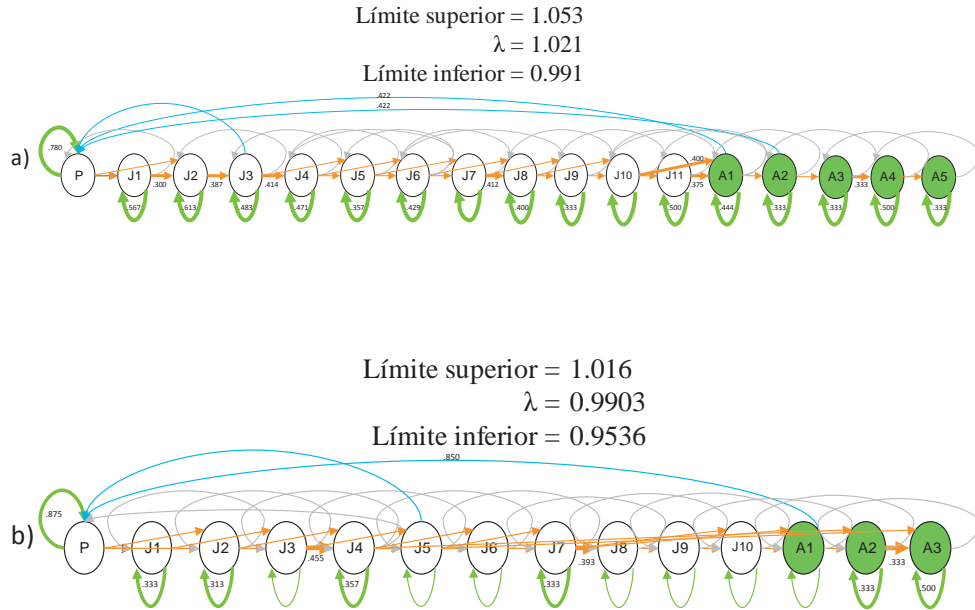 Límite superior = 1.053
λ = 1.021
Límite inferior = 0.991
.422
.422
.780
.400
a)
P J1 J2 J3 J4 J5 J6 J7 J8 J9 J10 J11 A1 A2 A3 A4 A5
.300 .387 .414 .412 .375 .333
.567 .613 .483 .471 .357 .429 .400 .333 .500 .444 .333 .333 .500 .333
Límite superior = 1.016
λ = 0.9903
Límite inferior = 0.9536
.850
.875
b)
P J1 J2 J3 J4 J5 J6 J7 J8 J9 J10 A1 A2 A3
.455 .393 .333
.333 .313 .357 .333 .333 .500